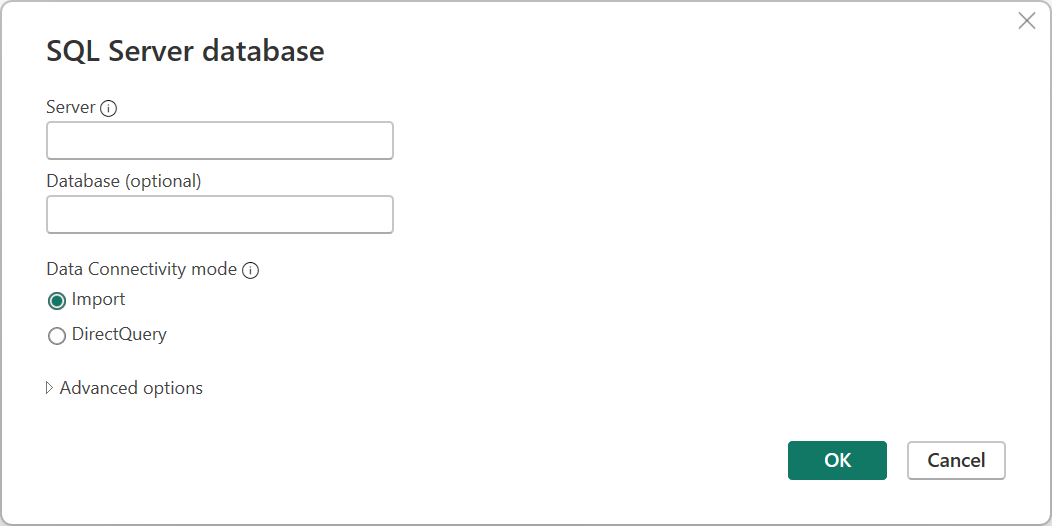 SQL Server database
Server
Database (optional)
Data Connectivity mode
Import
DirectQuery
Advanced options
OK
Cancel